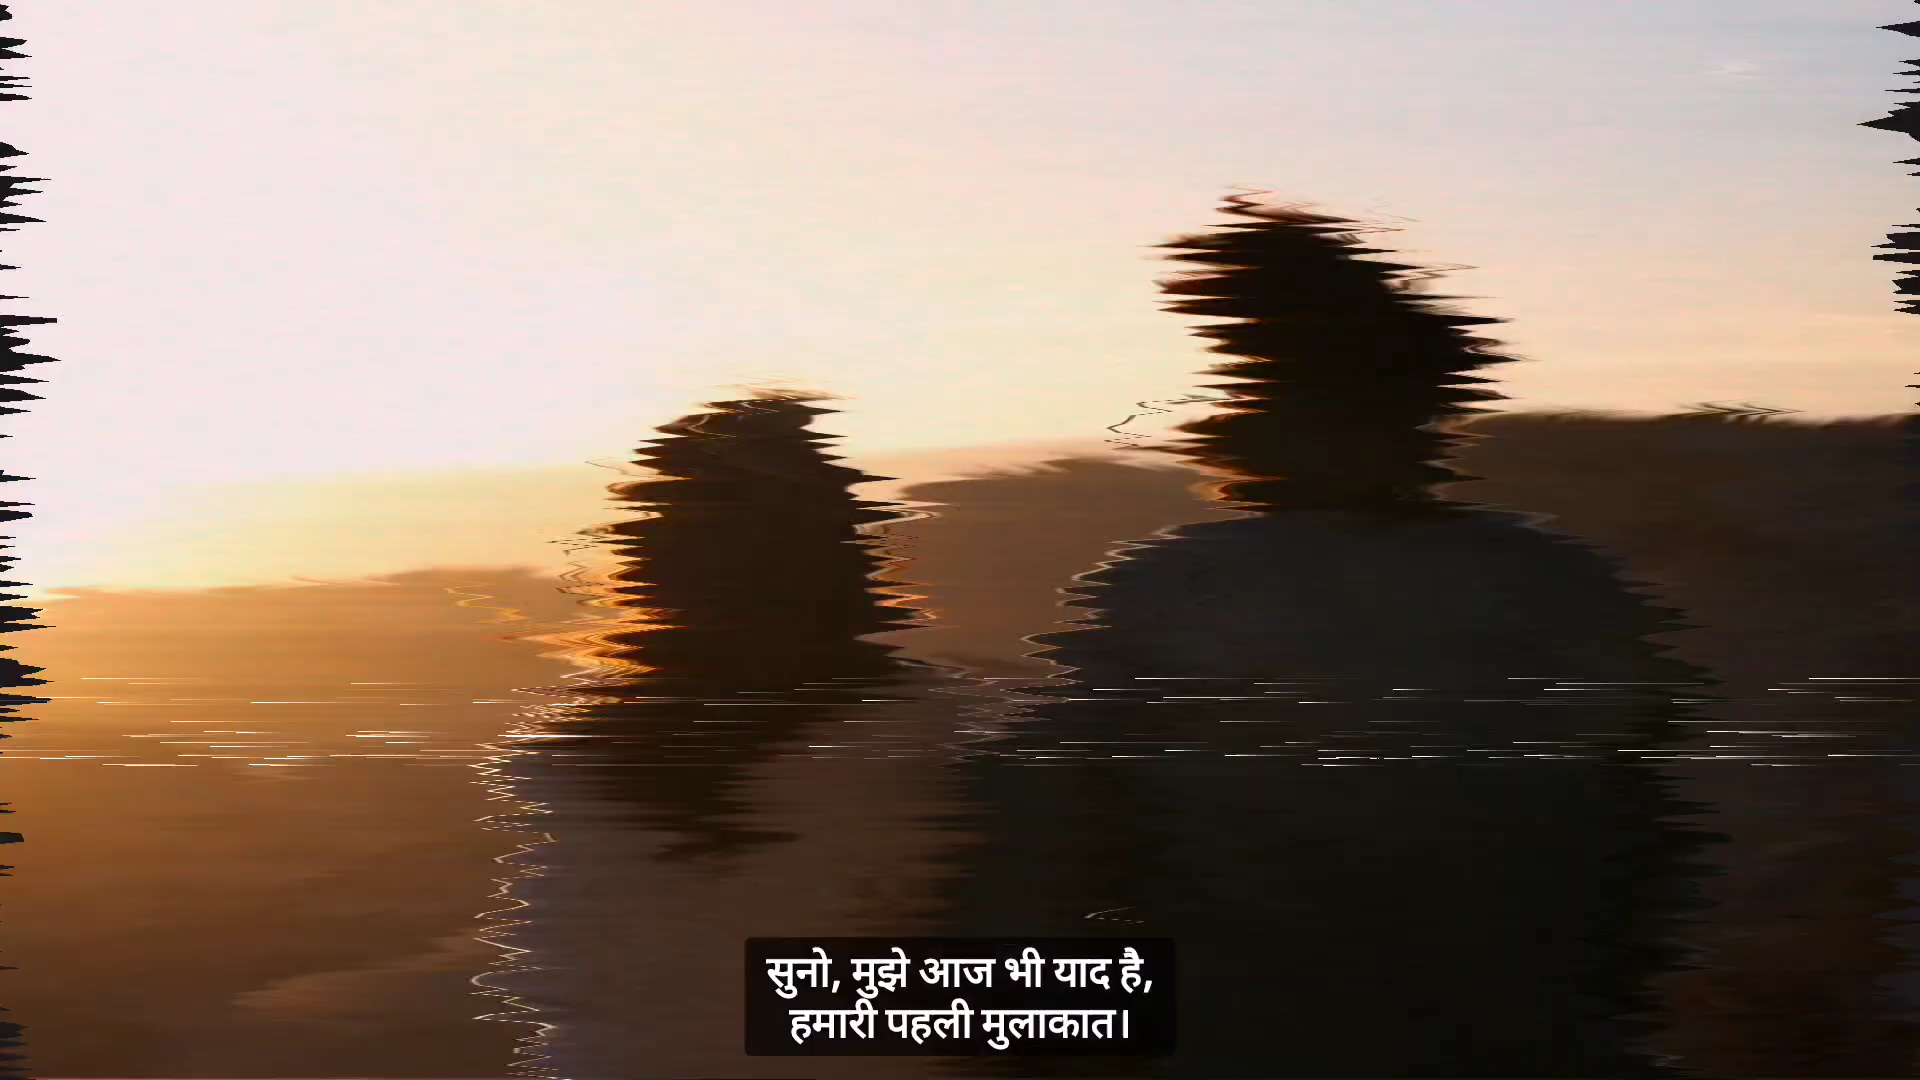 सुनो, मुझे आज भी याद है,
हमारी पहली मुलाकात।